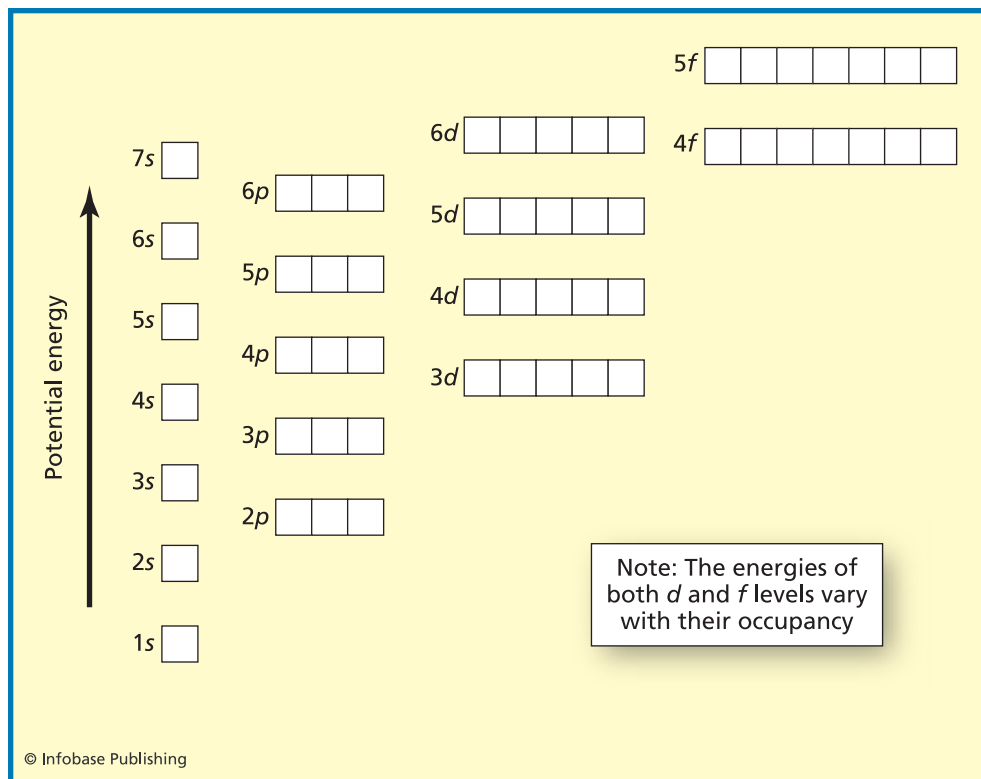 5f
6d
4f
7s
6p
5d
6s
5p
4d
5s
4p
3d
4s
3p
3s
2p
2s
1s
Potential energy
Note: The energies of
both d and f levels vary
with their occupancy
© Infobase Publishing